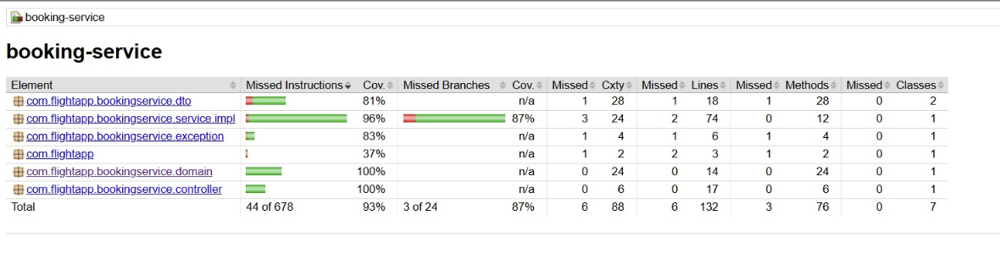 booking-service
booking-service
Element Missed Instructions Cov. Missed Branches Cov. Missed Cxty Missed Lines Missed Methods Missed Classes
com.flightapp.bookingservice.dto 81% n/a 1 28 1 18 1 28 0 2
com.flightapp.bookingservice.service.impl 96% 87% 3 24 2 74 0 12 0 1
com.flightapp.bookingservice.exception 83% n/a 1 4 1 6 1 4 0 1
com.flightapp 37% n/a 1 2 2 3 1 2 0 1
com.flightapp.bookingservice.domain 100% n/a 0 24 0 14 0 24 0 1
com.flightapp.bookingservice.controller 100% n/a 0 6 0 17 0 6 0 1
Total 44 of 678 93% 3 of 24 87% 6 88 6 132 3 76 0 7